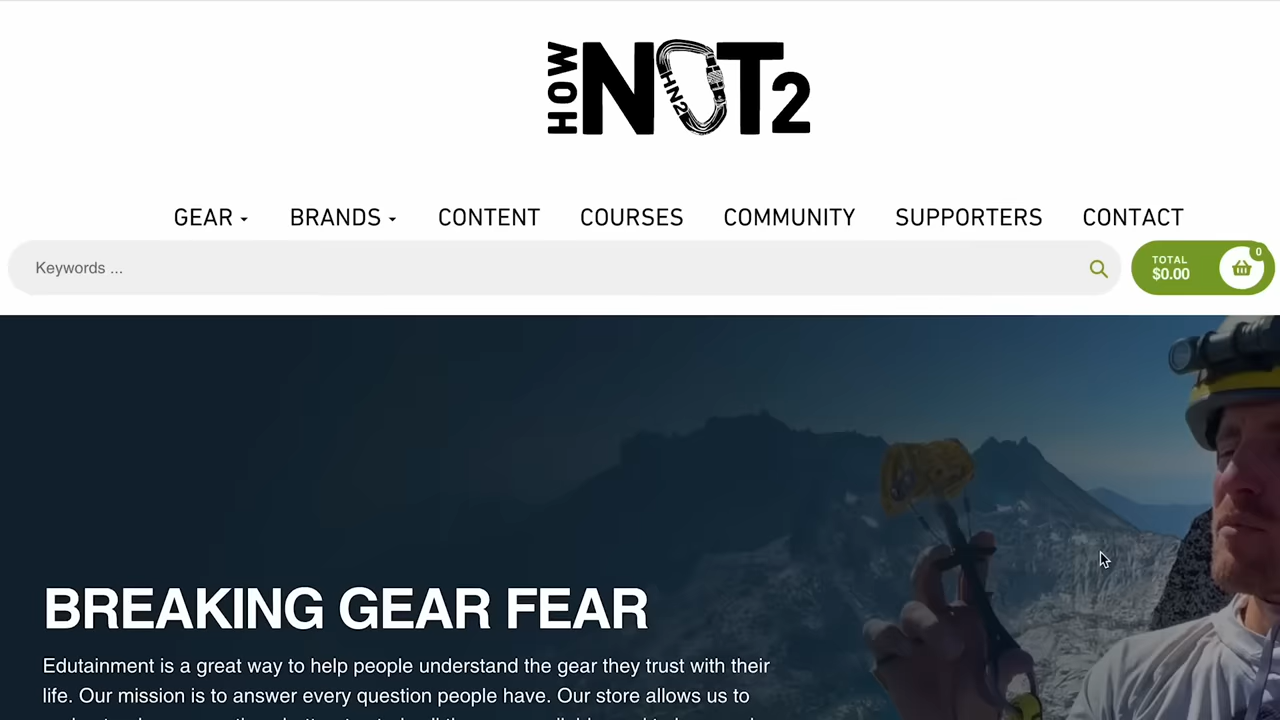 HOW NOT2
HN2
GEAR
BRANDS
CONTENT
COURSES
COMMUNITY
SUPPORTERS
CONTACT
Keywords ...
TOTAL
$0.00
0
BREAKING GEAR FEAR
Edutainment is a great way to help people understand the gear they trust with their
life. Our mission is to answer every question people have. Our store allows us to